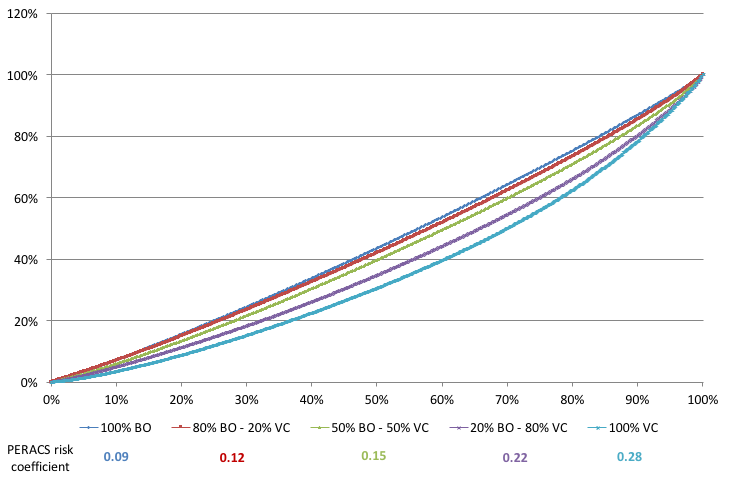 120%
100%
80%
60%
40%
20%
0%
0% 10% 20% 30% 40% 50% 60% 70% 80% 90% 100%
100% BO 80% BO - 20% VC 50% BO - 50% VC 20% BO - 80% VC 100% VC
PERACS risk
coefficient
0.09 0.12 0.15 0.22 0.28